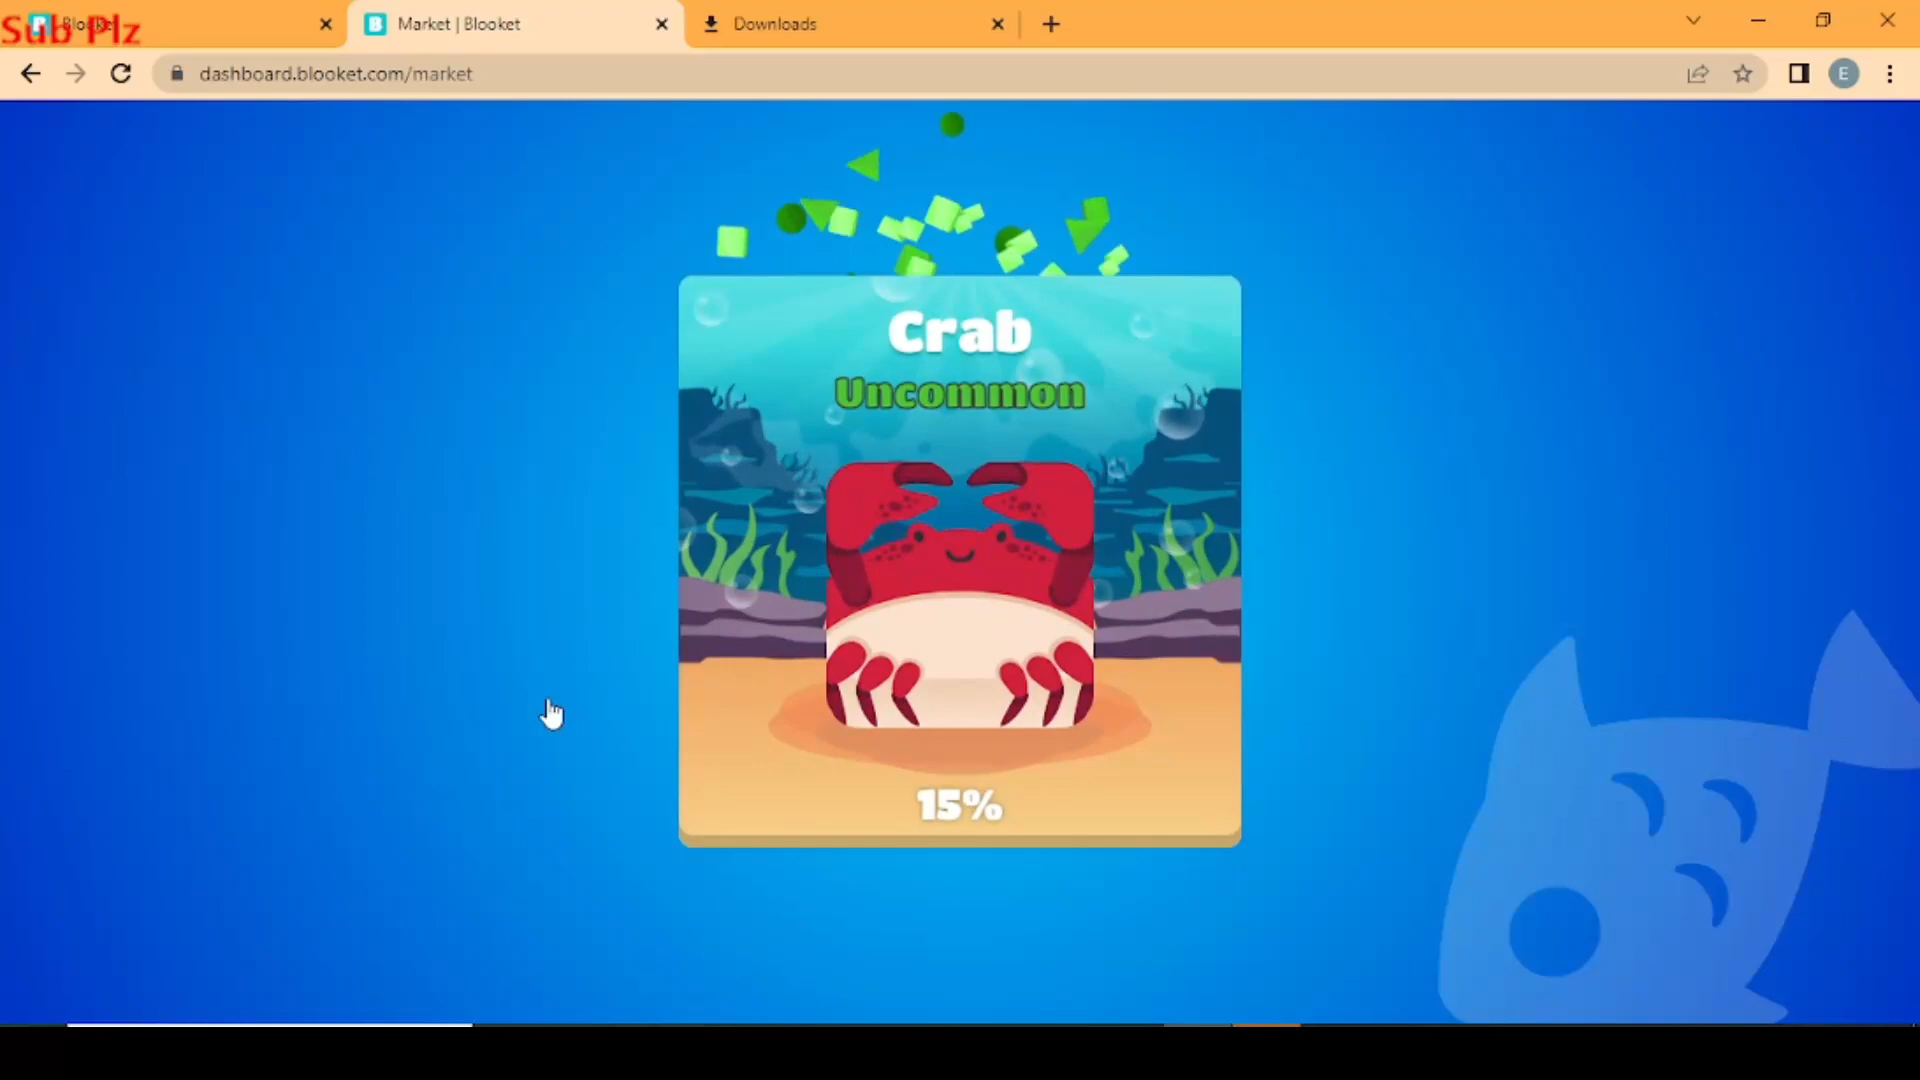 Sub Plz
Market | Blooket
Downloads
dashboard.blooket.com/market
E
Crab
Uncommon
15%